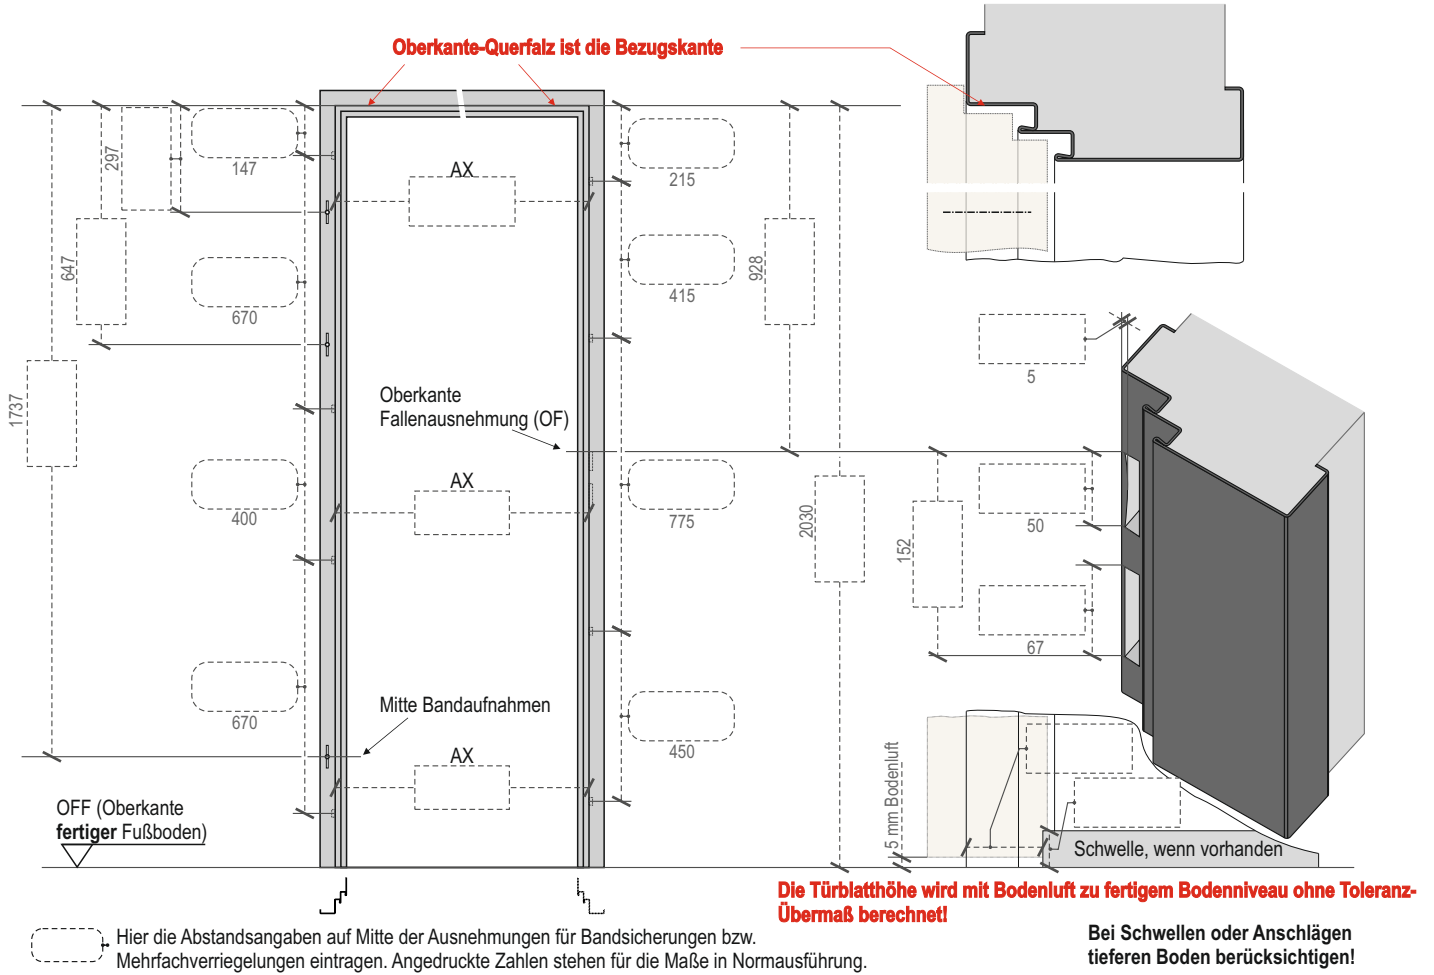 Oberkante-Querfalz ist die Bezugskante
297
147
AX
215
647
670
415
928
5
1737
Oberkante
Fallenausnehmung (OF)
AX
400
775
2030
50
152
67
670
Mitte Bandaufnahmen
450
AX
5 mm Bodenluft
OFF (Oberkante
fertiger Fußboden)
Schwelle, wenn vorhanden
Die Türblatthöhe wird mit Bodenluft zu fertigem Bodenniveau ohne Toleranz-
Übermaß berechnet!
Bei Schwellen oder Anschlägen
tieferen Boden berücksichtigen!
Hier die Abstandsangaben auf Mitte der Ausnehmungen für Bandsicherungen bzw.
Mehrfachverriegelungen eintragen. Angedruckte Zahlen stehen für die Maße in Normausführung.